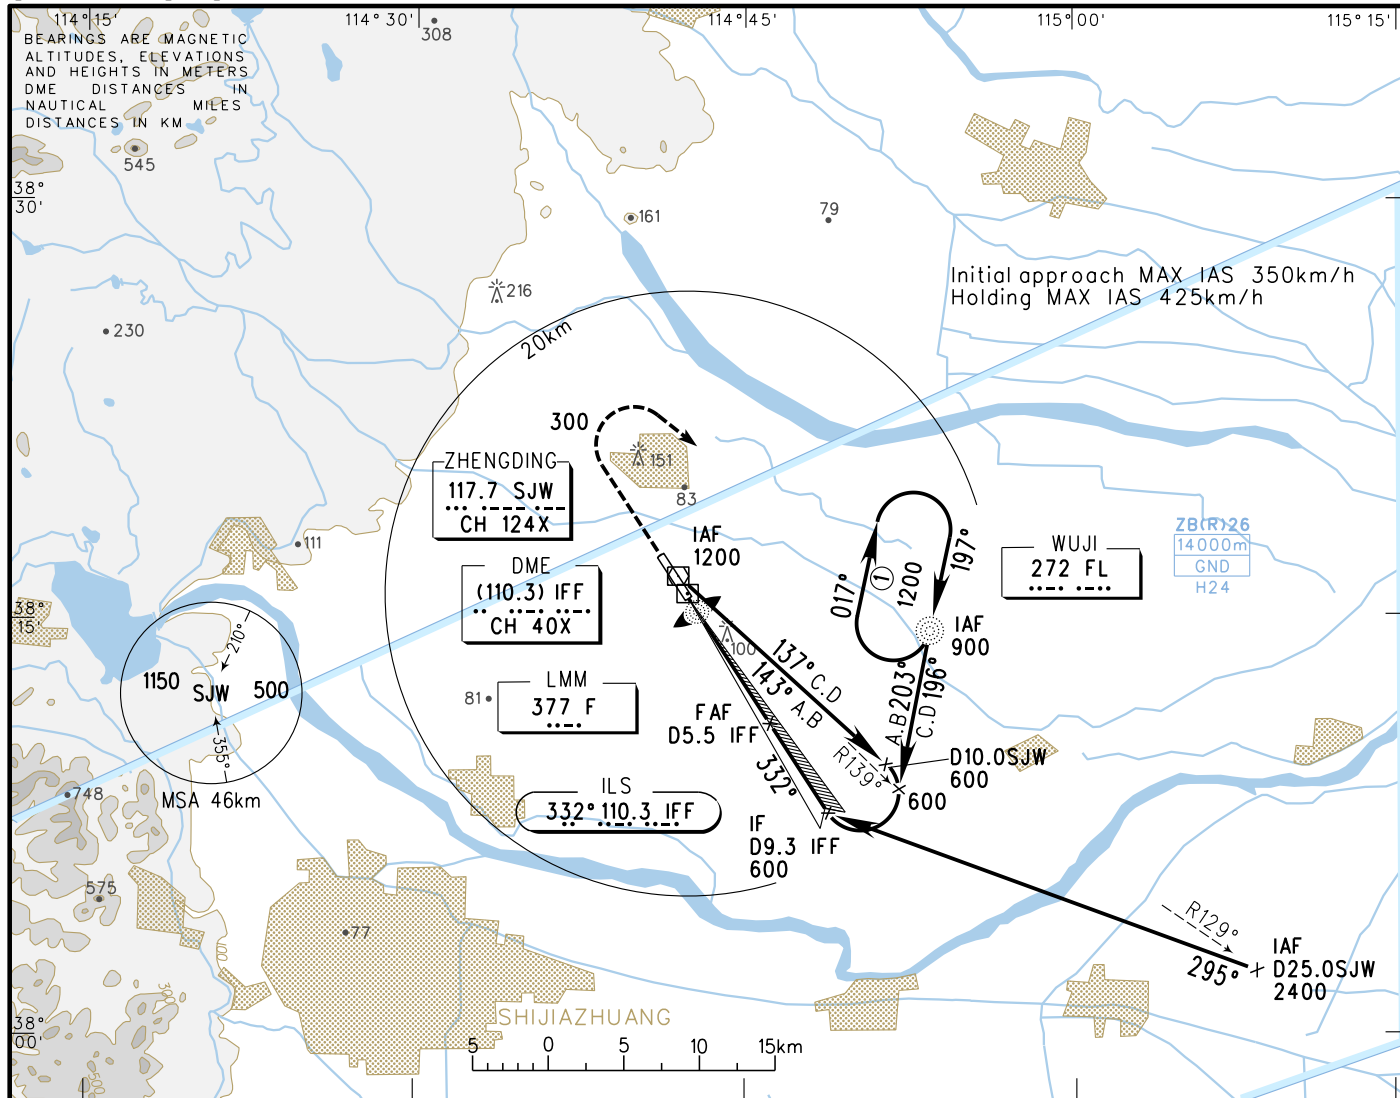 114°15'
114°30'
114°45'
115°00'
115°15'
BEARINGS ARE MAGNETIC
ALTITUDES, ELEVATIONS
AND HEIGHTS IN METERS
DME DISTANCES IN
NAUTICAL MILES
DISTANCES IN KM
308
545
38°
30'
161
79
216
230
Initial approach MAX IAS 350km/h
Holding MAX IAS 425km/h
20km
300
151
83
ZHENGDING
117.7 SJW
CH 124X
IAF
1200
111
DME
(110.3) IFF
CH 40X
017°
1
1200
197°
WUJI
272 FL
ZB(R)26
14000m
GND
H24
38°
15'
IAF
900
100
210°
1150
SJW
500
355°
MSA 46km
81
LMM
377 F
137° C.D
143° A.B
A.B203°
C.D 196°
FAF
D5.5 IFF
332°
R139°
D10.0SJW
600
600
ILS
332° 110.3 IFF
IF
D9.3 IFF
600
748
575
77
R129°
295°
IAF
D25.0SJW
2400
SHIJIAZHUANG
38°
00'
5 0 5 10 15km